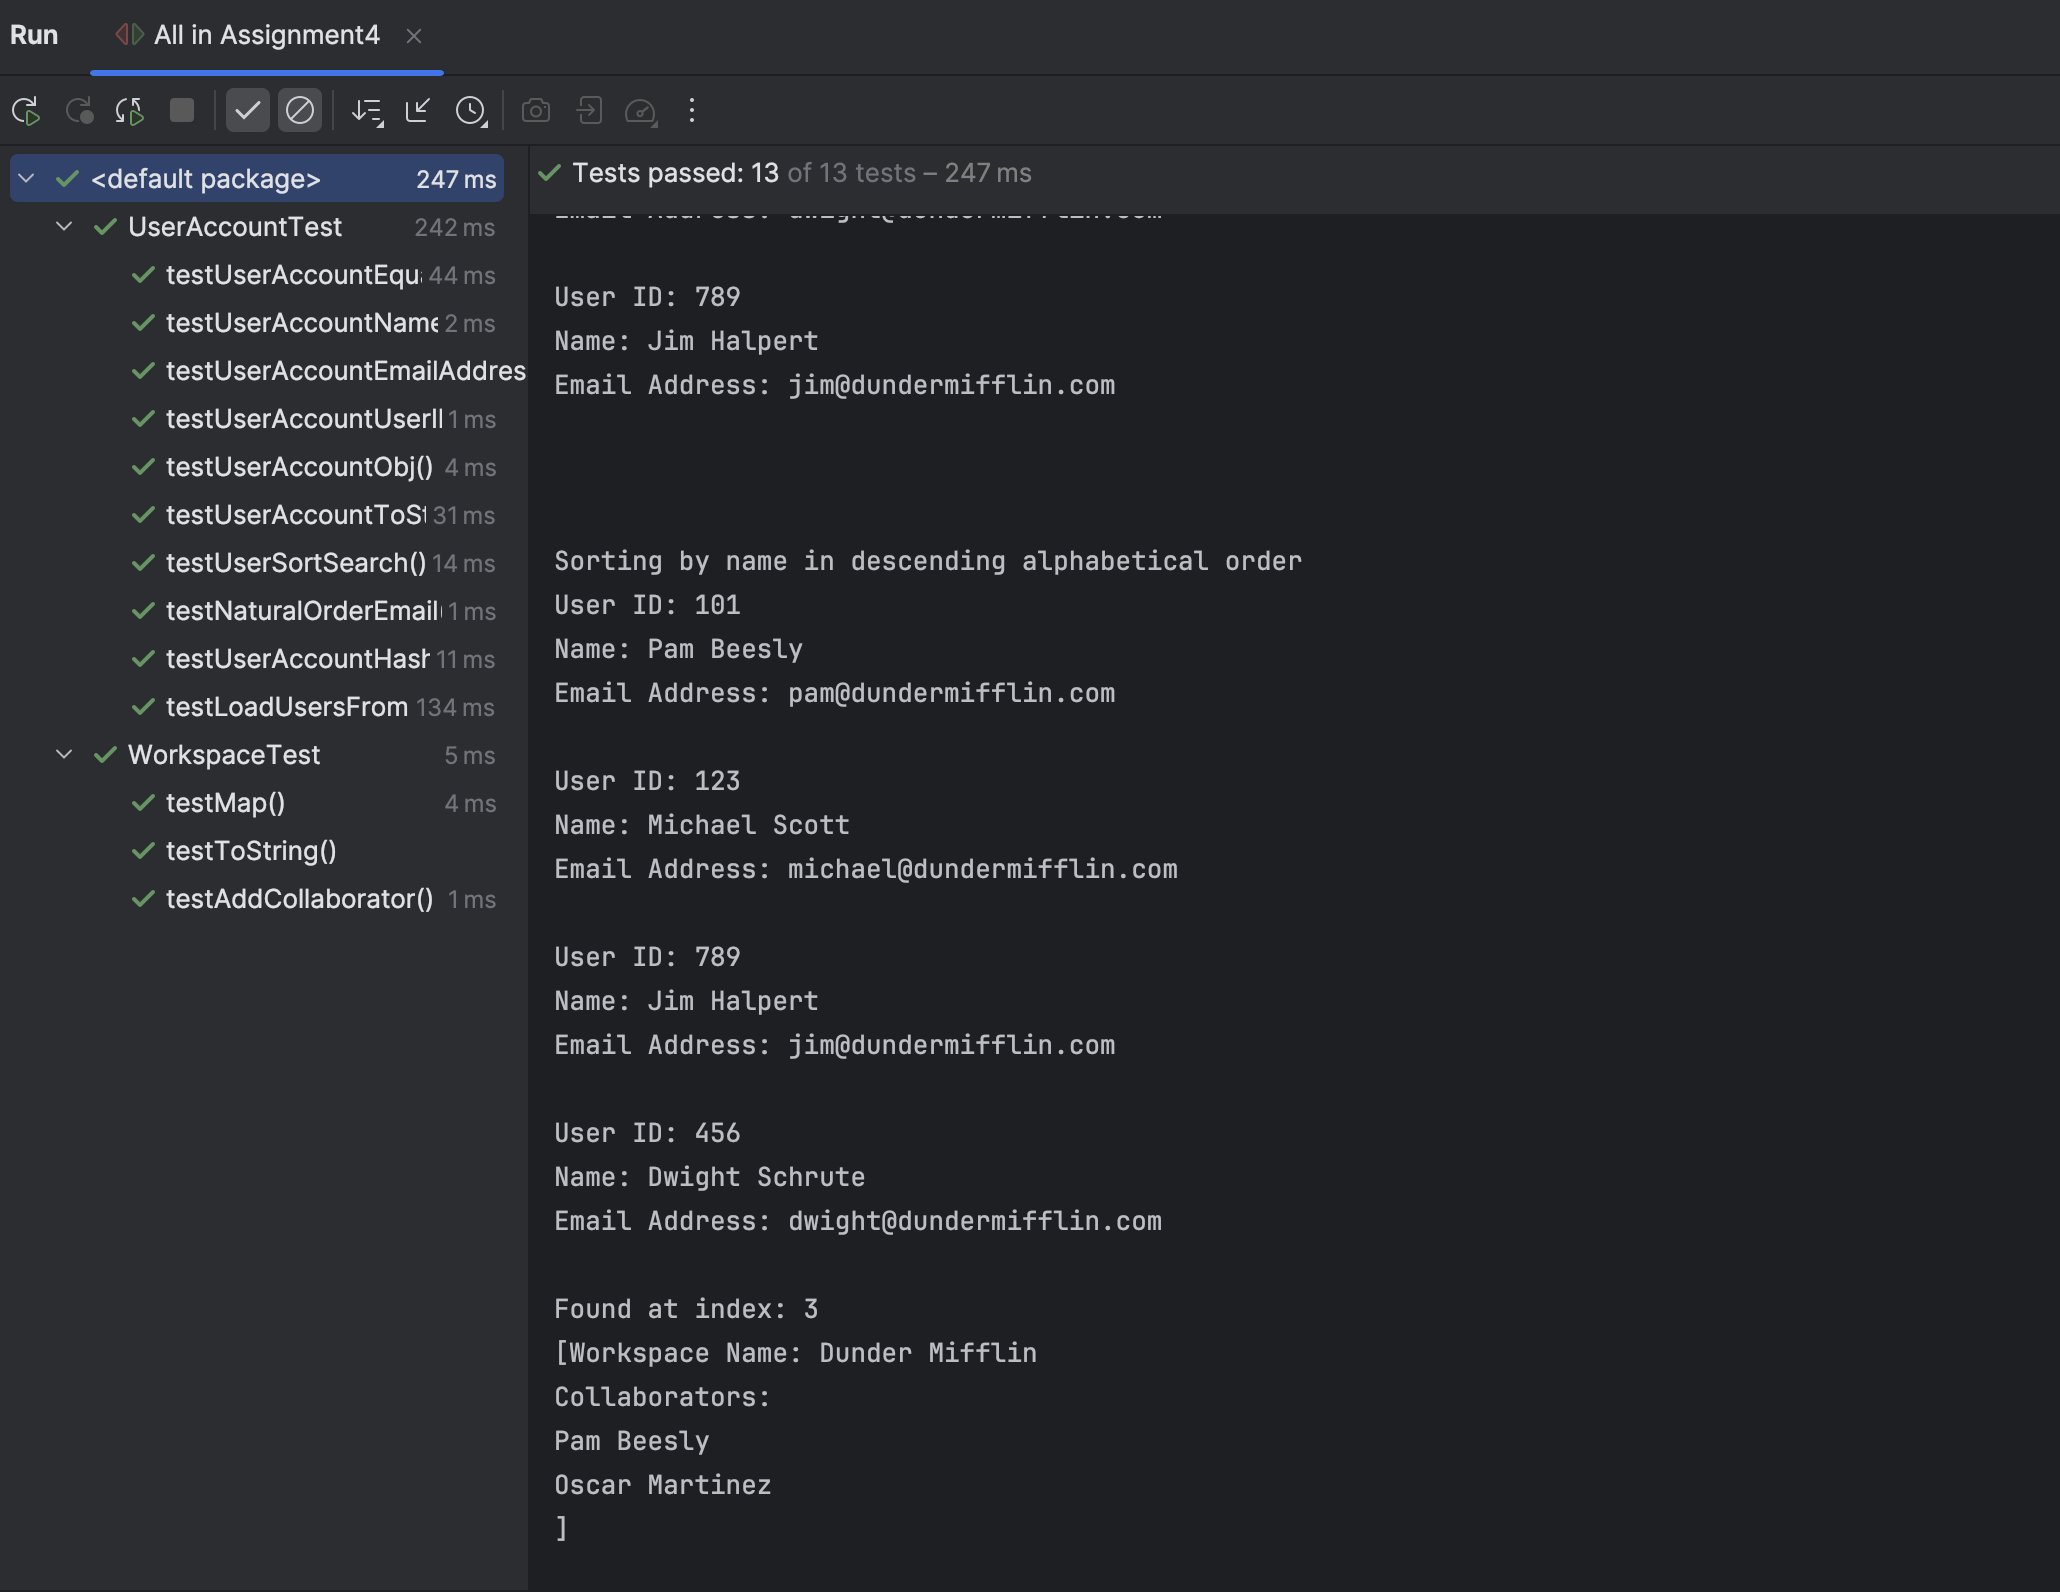 Run All in Assignment4
<default package> 247 ms
UserAccountTest 242 ms
testUserAccountEqu 44 ms
testUserAccountName 2 ms
testUserAccountEmailAddres
testUserAccountUserI 1 ms
testUserAccountObj() 4 ms
testUserAccountToSt 31 ms
testUserSortSearch() 14 ms
testNaturalOrderEmail( 1 ms
testUserAccountHash 11 ms
testLoadUsersFrom 134 ms
WorkspaceTest 5 ms
testMap() 4 ms
testToString()
testAddCollaborator() 1 ms
Tests passed: 13 of 13 tests – 247 ms
Email Address: dwight@dundermifflin.com
User ID: 789
Name: Jim Halpert
Email Address: jim@dundermifflin.com
Sorting by name in descending alphabetical order
User ID: 101
Name: Pam Beesly
Email Address: pam@dundermifflin.com
User ID: 123
Name: Michael Scott
Email Address: michael@dundermifflin.com
User ID: 789
Name: Jim Halpert
Email Address: jim@dundermifflin.com
User ID: 456
Name: Dwight Schrute
Email Address: dwight@dundermifflin.com
Found at index: 3
[Workspace Name: Dunder Mifflin
Collaborators:
Pam Beesly
Oscar Martinez
]